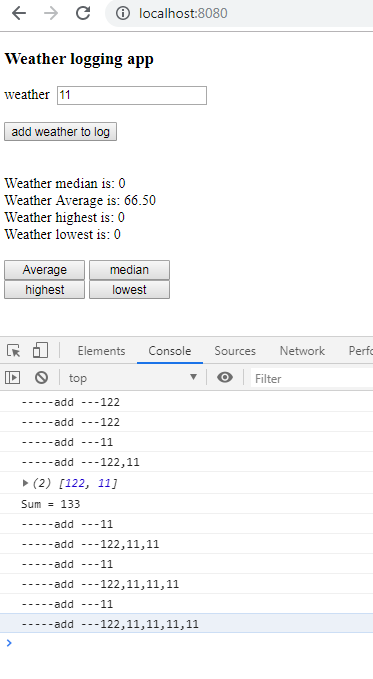 localhost:8080
Weather logging app
weather 11
add weather to log
Weather median is: 0
Weather Average is: 66.50
Weather highest is: 0
Weather lowest is: 0
Average median
highest lowest
Elements Console Sources Network Perfo
top Filter
-----add ---122
-----add ---122
-----add ---11
-----add ---122,11
(2) [122, 11]
Sum = 133
-----add ---11
-----add ---122,11,11
-----add ---11
-----add ---122,11,11,11
-----add ---11
-----add ---122,11,11,11,11